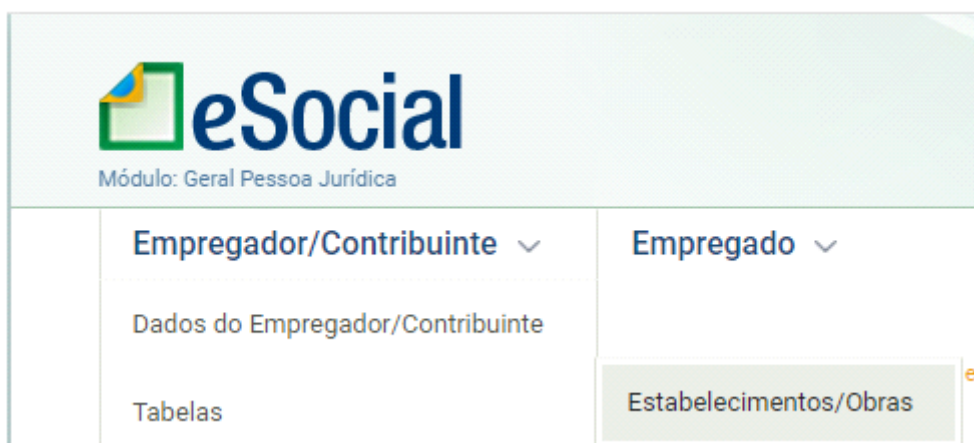 eSocial
Módulo: Geral Pessoa Jurídica
Empregador/Contribuinte
Empregado
Dados do Empregador/Contribuinte
Tabelas
Estabelecimentos/Obras